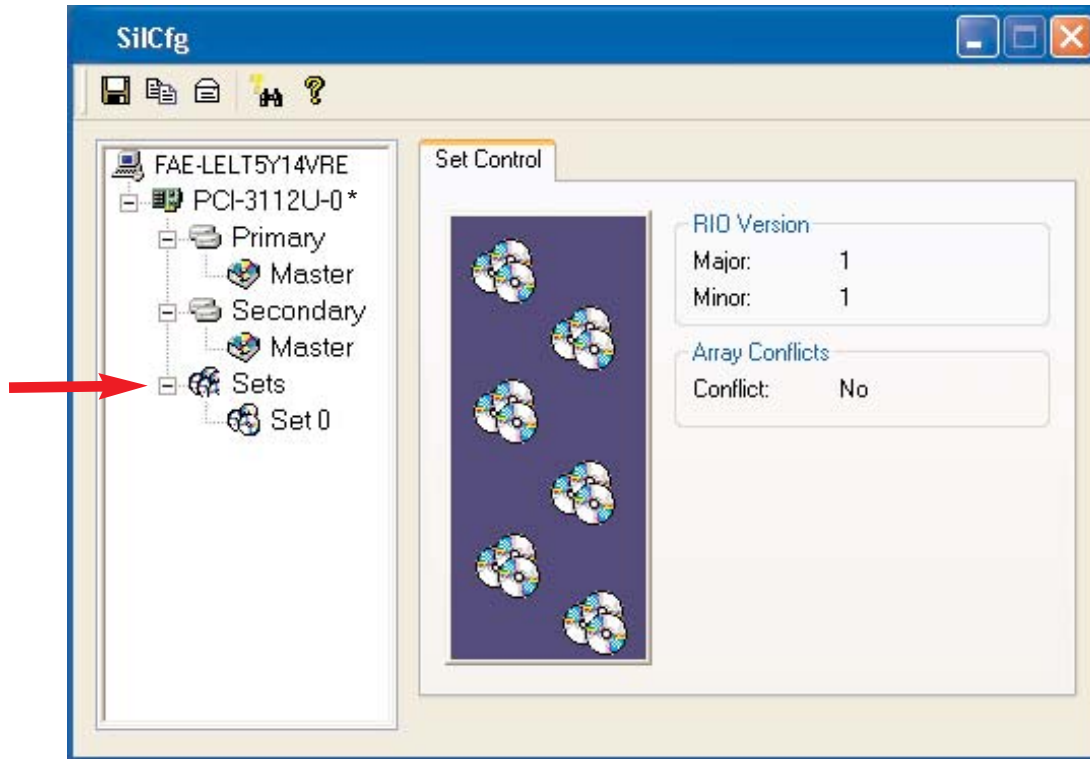 SilCfg
FAE-LELT5Y14VRE
PCI-3112U-0*
Primary
Master
Secondary
Master
Sets
Set 0
Set Control
RIO Version
Major: 1
Minor: 1
Array Conflicts
Conflict: No